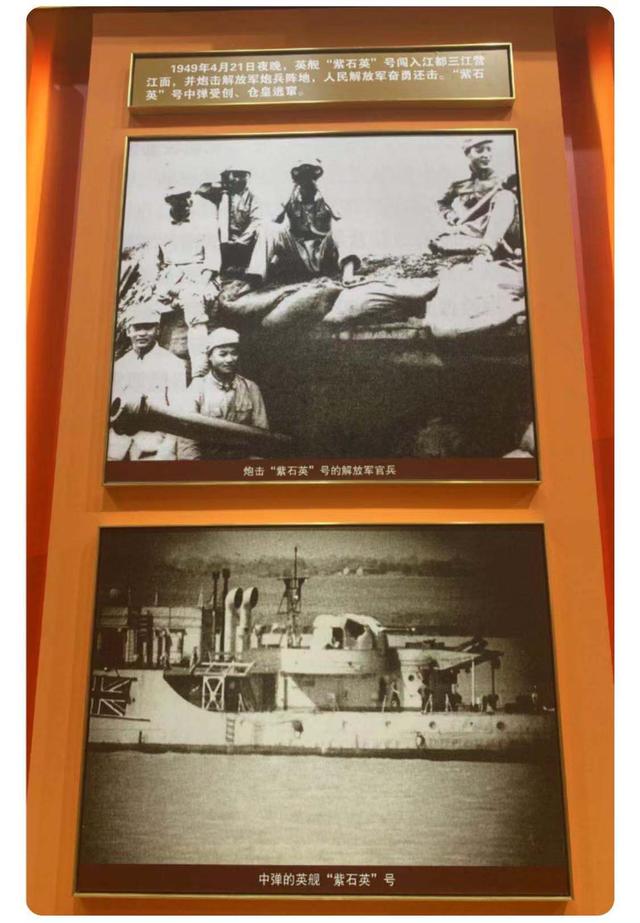 1949年4月21日夜晚，英舰“紫石英”号闯入江都三江营
江面，并炮击解放军炮兵阵地，人民解放军奋勇还击。“紫石
英”号中弹受创、仓皇逃窜。
炮击“紫石英”号的解放军官兵
中弹的英舰“紫石英”号